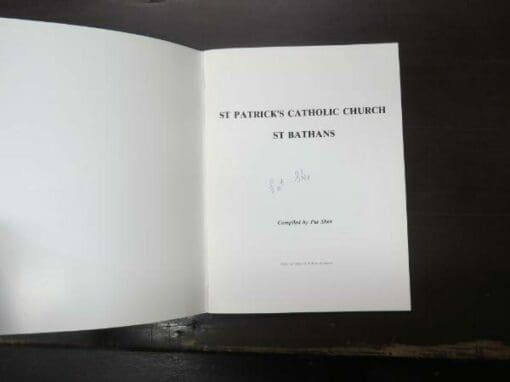 ST PATRICK'S CATHOLIC CHURCH
ST BATHANS
Compiled by Pat Shea